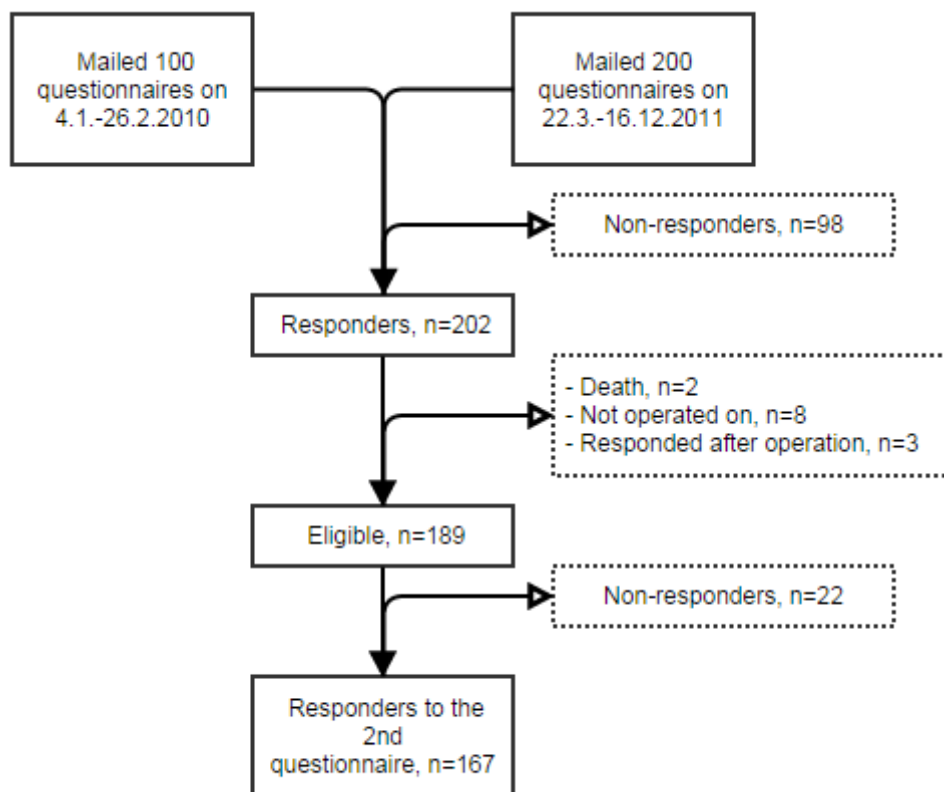 Mailed 100
questionnaires on
4.1.-26.2.2010
Mailed 200
questionnaires on
22.3.-16.12.2011
Non-responders, n=98
Responders, n=202
- Death, n=2
- Not operated on, n=8
- Responded after operation, n=3
Eligible, n=189
Non-responders, n=22
Responders to the
2nd
questionnaire, n=167